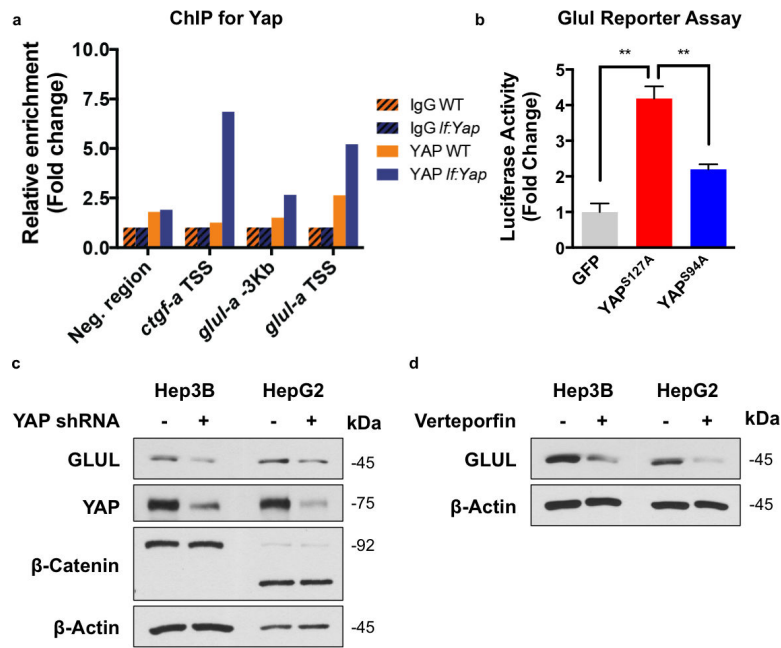 a
ChIP for Yap
Relative enrichment
(Fold change)
10.0
7.5
5.0
2.5
0.0
Neg. region
ctgf-a TSS
glul-a -3Kb
glul-a TSS
IgG WT
IgG lf:Yap
YAP WT
YAP lf:Yap
b
Glul Reporter Assay
Luciferase Activity
(Fold Change)
5
4
3
2
1
0
** **
GFP
YAPS127A
YAPS94A
c
Hep3B HepG2
YAP shRNA - + - + kDa
GLUL -45
YAP -75
β-Catenin -92
β-Actin -45
d
Hep3B HepG2
Verteporfin - + - + kDa
GLUL -45
β-Actin -45